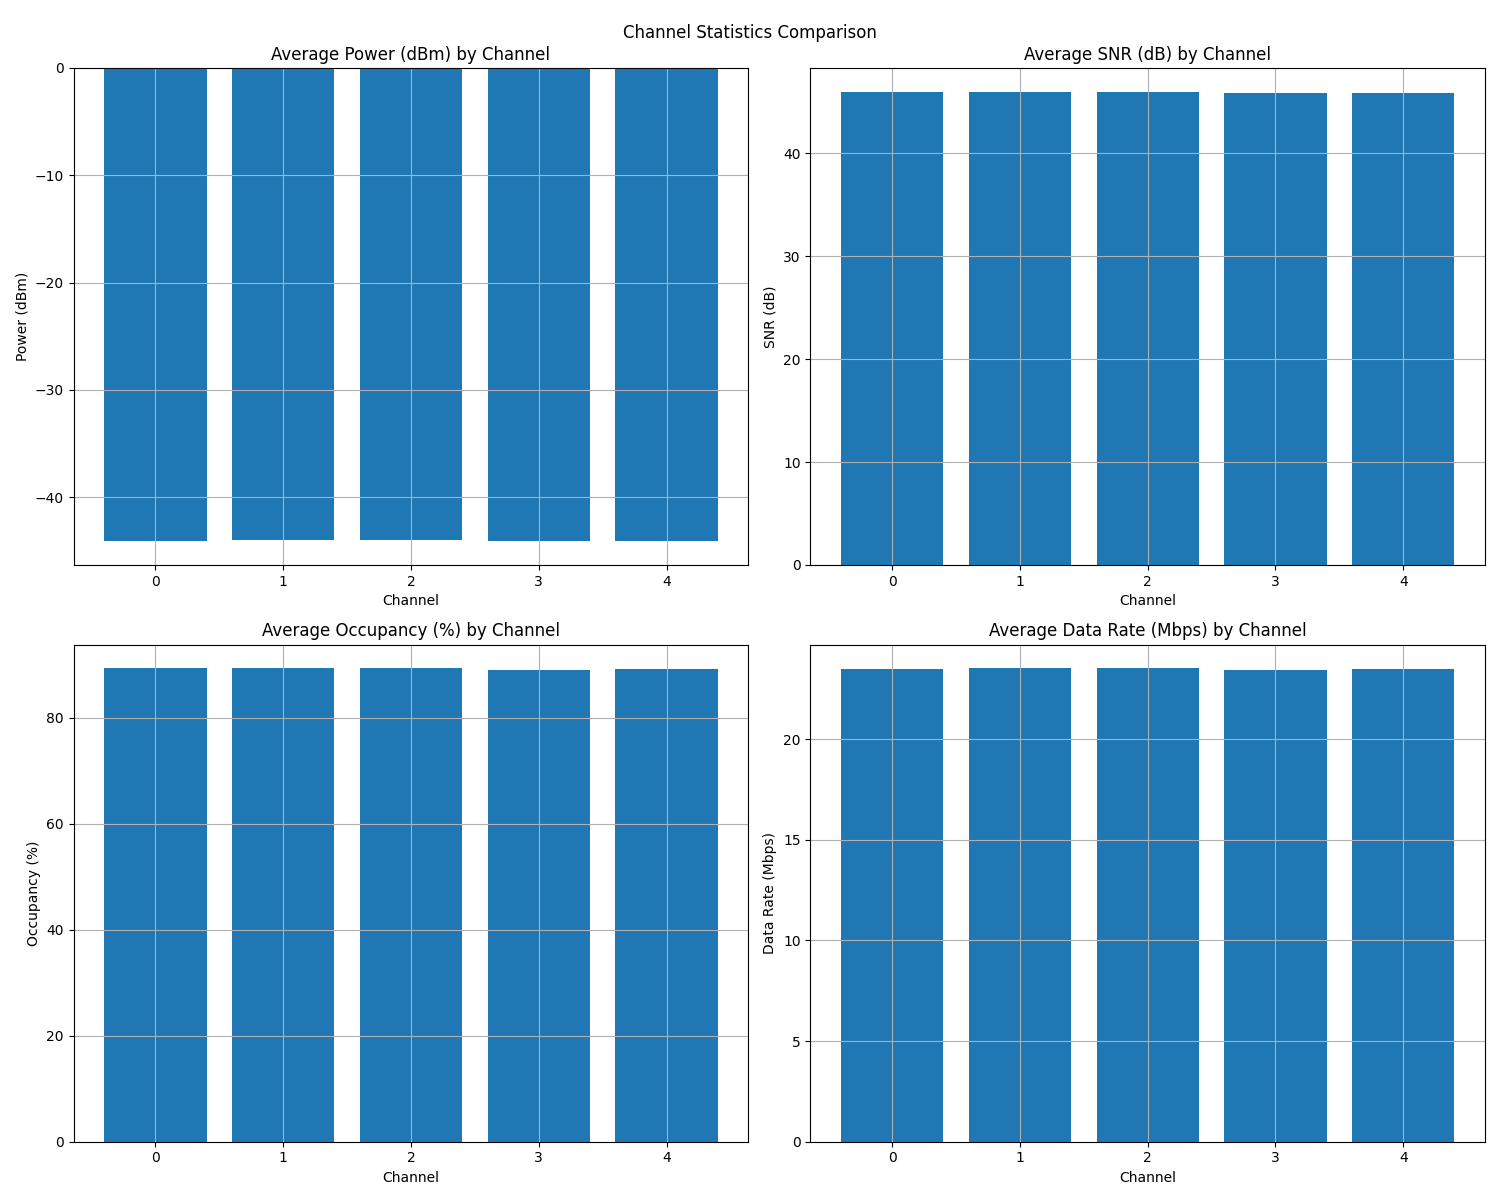 Channel Statistics Comparison
Average Power (dBm) by Channel
0
−10
−20
−30
−40
Power (dBm)
0 1 2 3 4
Channel
Average SNR (dB) by Channel
40
30
20
10
0
SNR (dB)
0 1 2 3 4
Channel
Average Occupancy (%) by Channel
80
60
40
20
0
Occupancy (%)
0 1 2 3 4
Channel
Average Data Rate (Mbps) by Channel
20
15
10
5
0
Data Rate (Mbps)
0 1 2 3 4
Channel